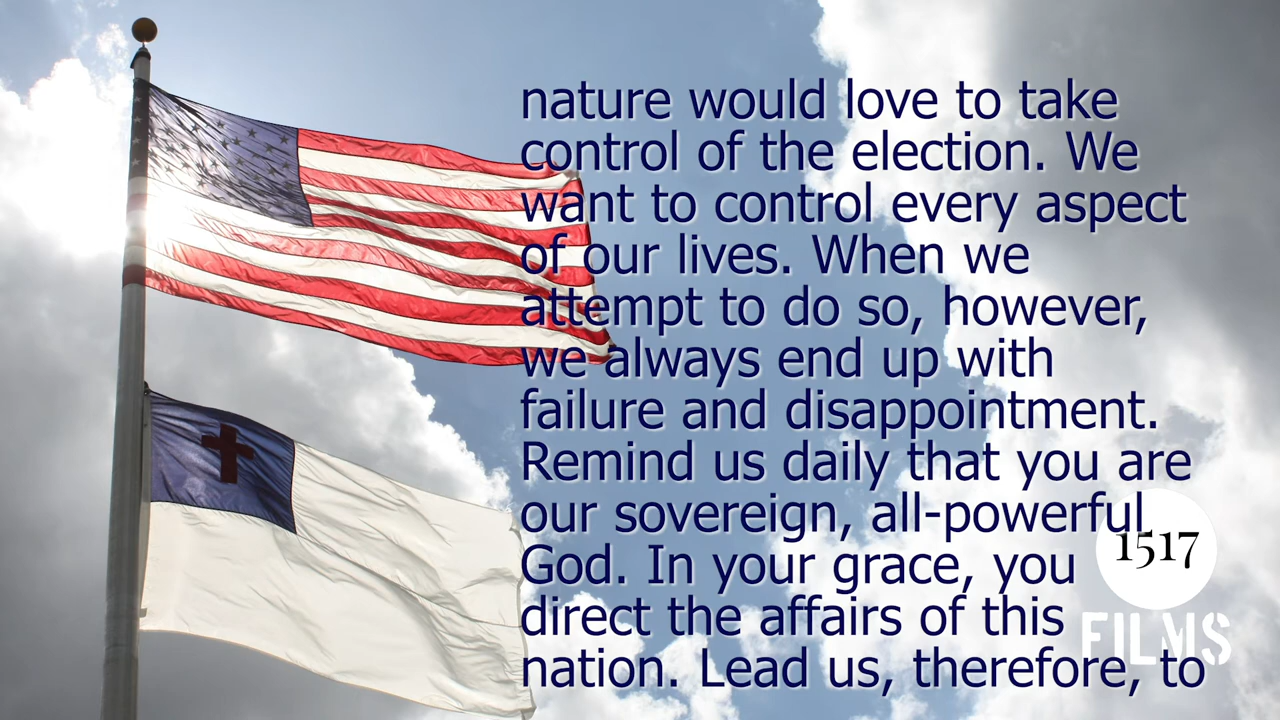 nature would love to take
control of the election. We
want to control every aspect
of our lives. When we
attempt to do so, however,
we always end up with
failure and disappointment.
Remind us daily that you are
our sovereign, all-powerful
God. In your grace, you
direct the affairs of this
nation. Lead us, therefore, to
1517
FILMS